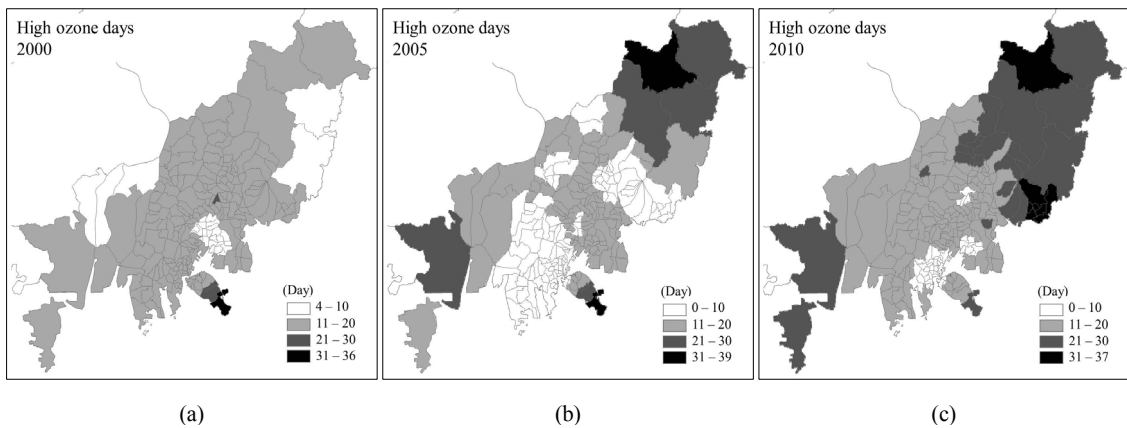 High ozone days
2000
(Day)
4 – 10
11 – 20
21 – 30
31 – 36
High ozone days
2005
(Day)
0 – 10
11 – 20
21 – 30
31 – 39
High ozone days
2010
(Day)
0 – 10
11 – 20
21 – 30
31 – 37
(a)
(b)
(c)